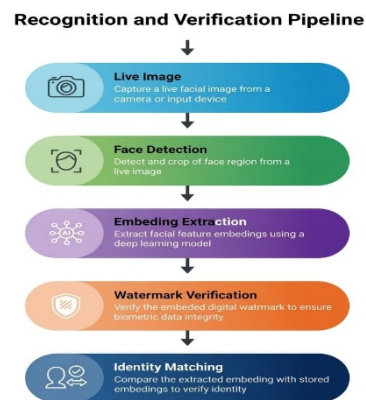 Recognition and Verification Pipeline
Live Image
Capture a live facial image from a
camera or input device
Face Detection
Detect and crop of face region from a
live image
Embeding Extraction
Extract facial feature embedings using a
deep learning model
AI
Watermark Verification
Verify the embeded digital watrmark to ensure
biometric data integrity
Identity Matching
Compare the extracted embeding with stored
embedings to verify identity